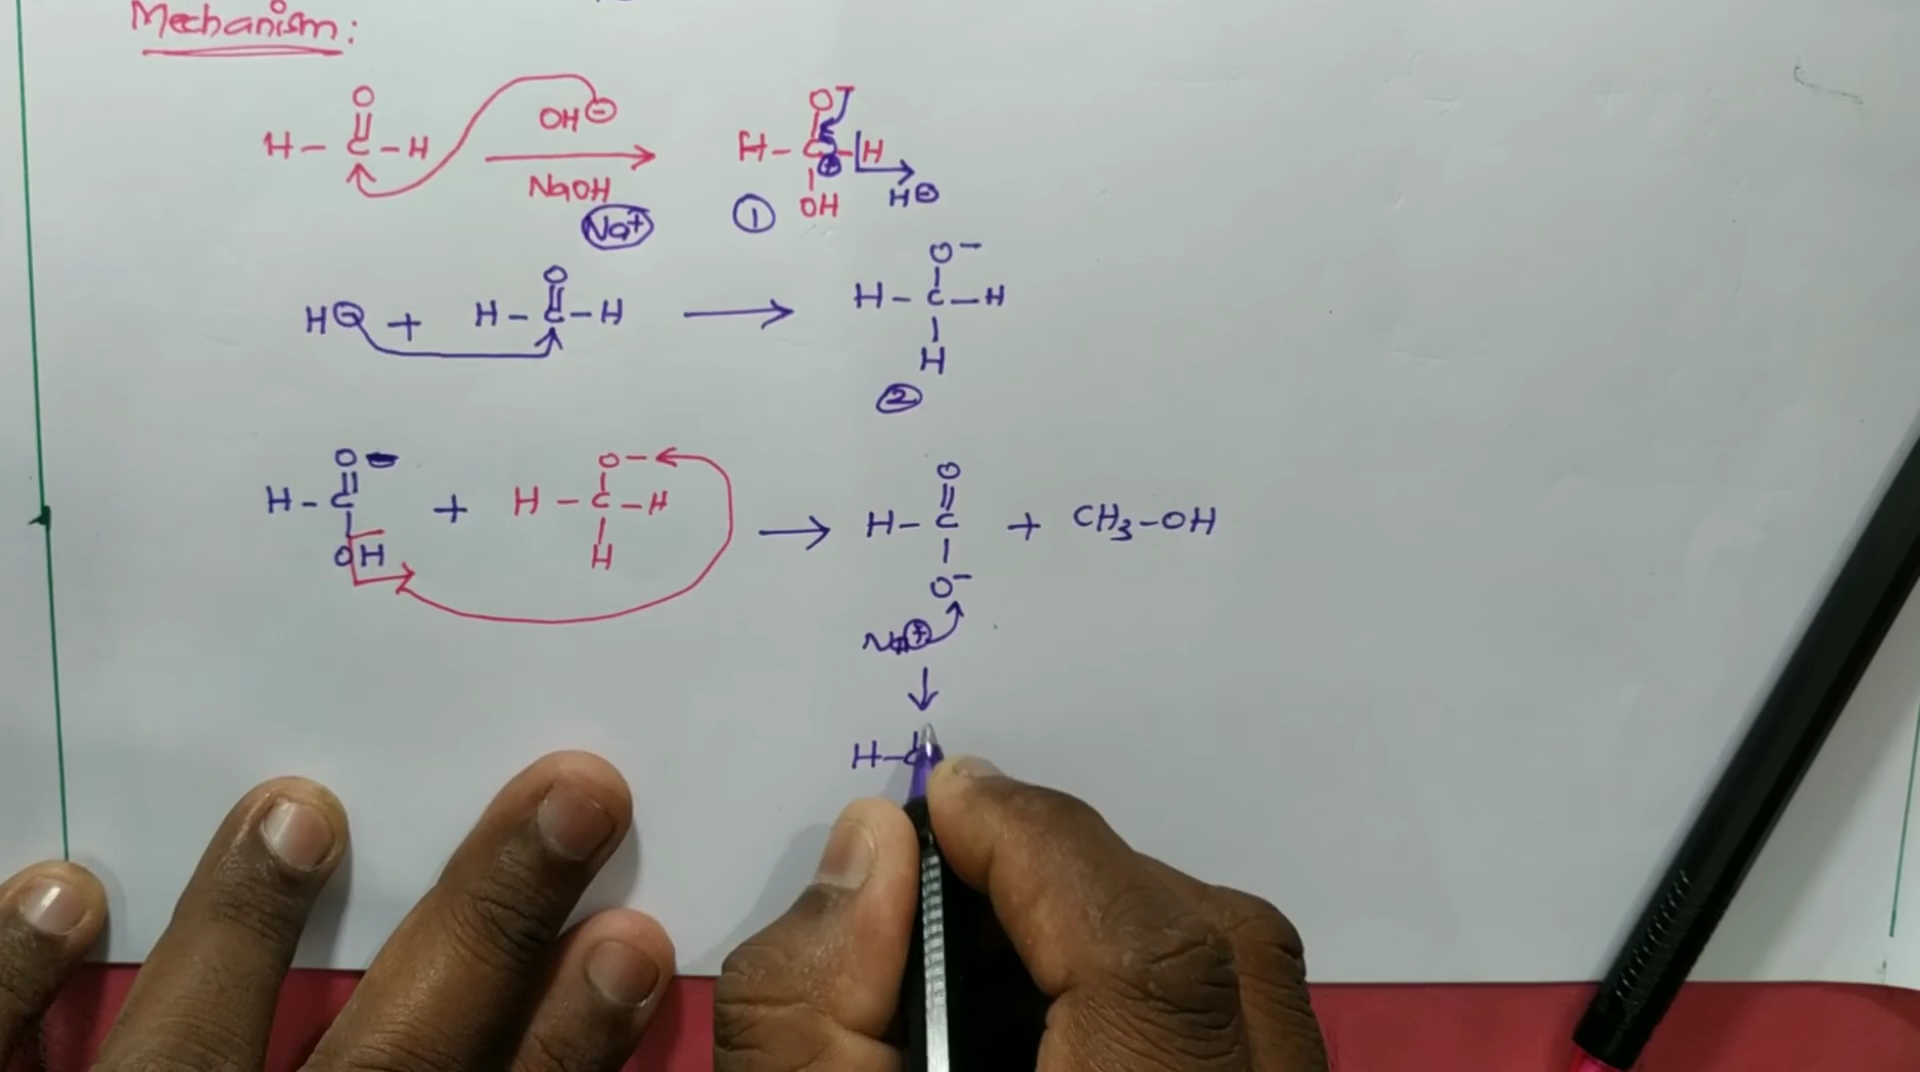 Mechanism:
O
H – C – H
OH⊖
NaOH
Na⁺
O
H – C – H
⊕
OH
H⊖
①
H⊖ + H – C – H
O
O⁻
H – C – H
H
②
O
H – C
OH
+
O⁻
H – C – H
H
O
H – C + CH₃–OH
O⁻
Na⊕
H–C